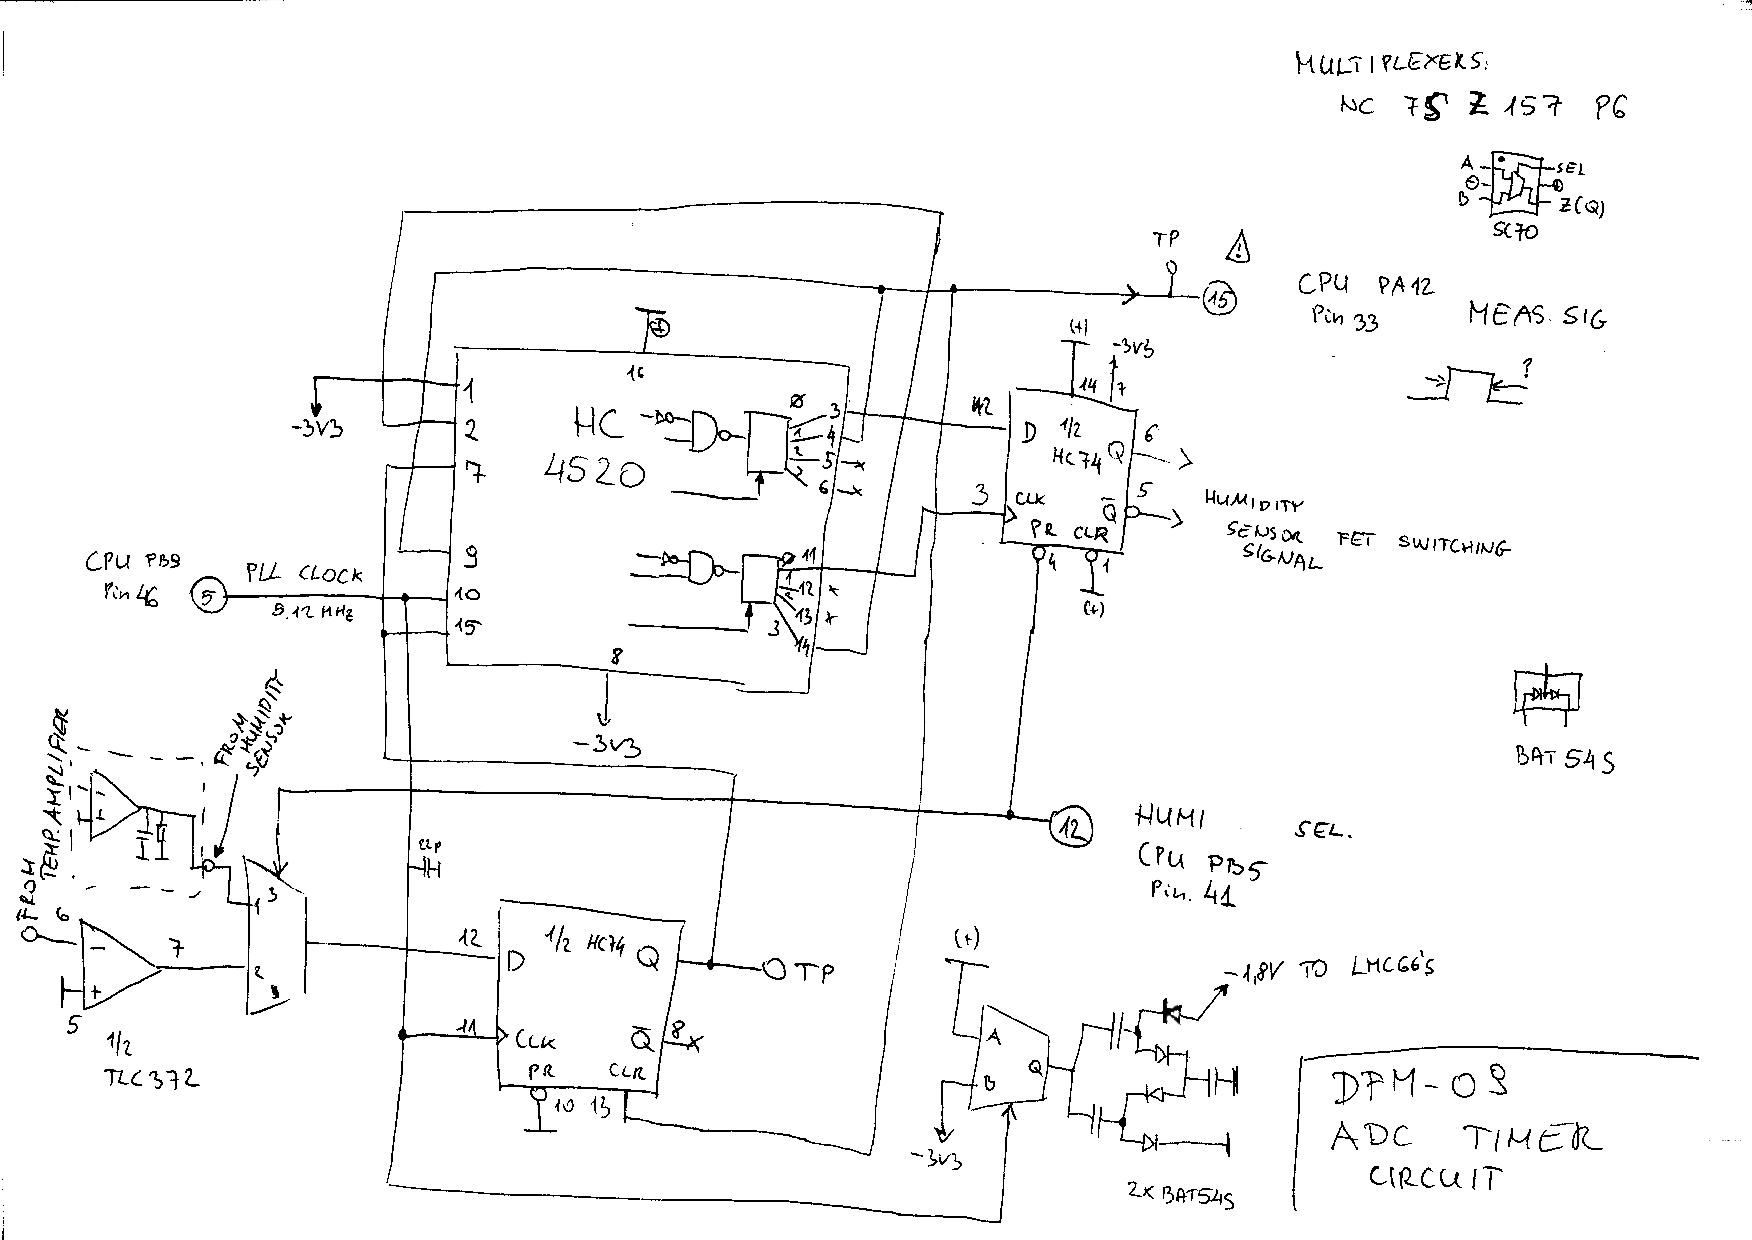 MULTIPLEXERS:
NC 7S Z 157 P6
A
SEL
B
Z(Q)
SC70
TP
15
CPU PA12
Pin 33
MEAS. SIG
?
16
(+)
-3V3
14
7
1
-3V3
2
7
HC
4520
0
3
1
4
2
5
x
3
6
x
12
D
1/2
HC74
Q
6
3
CLK
Q
5
PR
CLR
4
1
(+)
HUMIDITY
SENSOR FET SWITCHING
SIGNAL
9
10
15
0
11
1
12
x
2
13
x
3
14
8
-3V3
CPU PB9
Pin 46
5
PLL CLOCK
9.12 MHz
BAT54S
FROM
HUMIDITY
SENSOR
FROM
TEMP. AMPLIFIER
12
HUMI SEL.
CPU PB5
Pin. 41
22p
3
1
2
6
-
7
+
5
1/2
TLC372
12
D
1/2 HC74
Q
TP
11
CLK
Q
8
x
PR
CLR
10
13
(+)
A
B
Q
-3V3
-1,8V TO LMC66'S
2x BAT54S
DFM-09
ADC TIMER
CIRCUIT